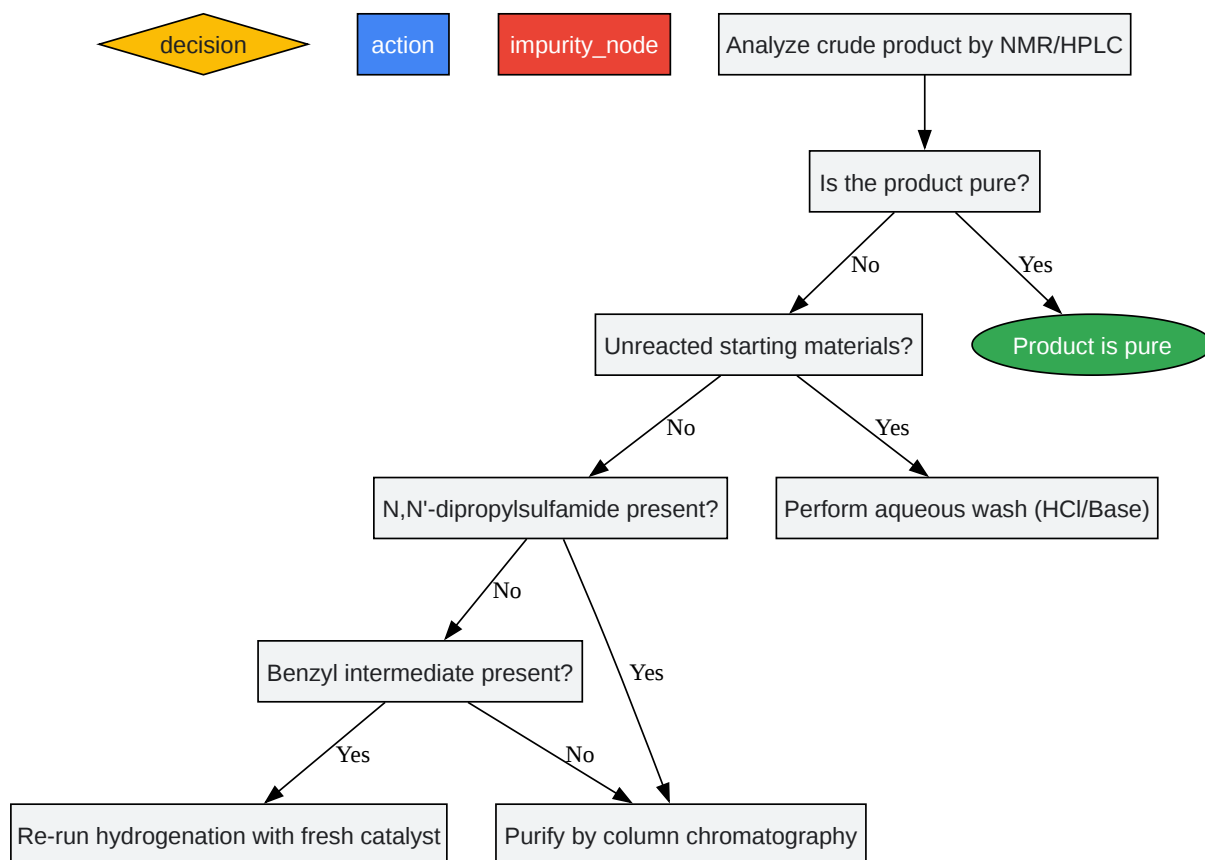 decision
action
impurity_node
Analyze crude product by NMR/HPLC
Is the product pure?
No
Yes
Unreacted starting materials?
Product is pure
No
Yes
N,N'-dipropylsulfamide present?
Perform aqueous wash (HCl/Base)
No
Benzyl intermediate present?
Yes
Yes
No
Re-run hydrogenation with fresh catalyst
Purify by column chromatography